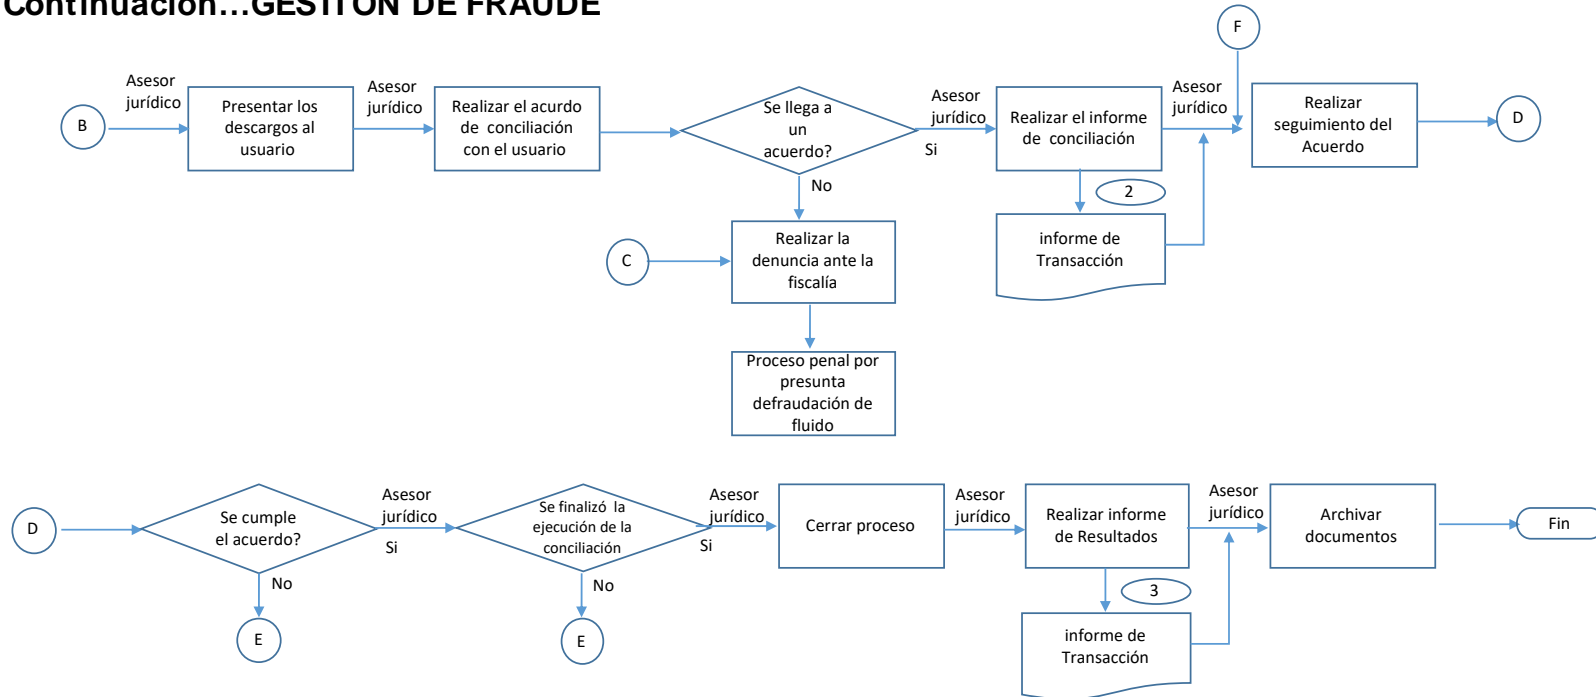 Continuación...GESITON DE FRAUDE
F
Asesor
jurídico
B
Presentar los
descargos al
usuario
Asesor
jurídico
Realizar el acurdo
de conciliación
con el usuario
Se llega a
un
acuerdo?
No
Asesor
jurídico
Si
Realizar el informe
de conciliación
2
informe de
Transacción
Asesor
jurídico
Realizar
seguimiento del
Acuerdo
D
C
Realizar la
denuncia ante la
fiscalía
Proceso penal por
presunta
defraudación de
fluido
D
Se cumple
el acuerdo?
No
E
Asesor
jurídico
Si
Se finalizó la
ejecución de la
conciliación
No
E
Asesor
jurídico
Si
Cerrar proceso
Asesor
jurídico
Realizar informe
de Resultados
3
informe de
Transacción
Asesor
jurídico
Archivar
documentos
Fin